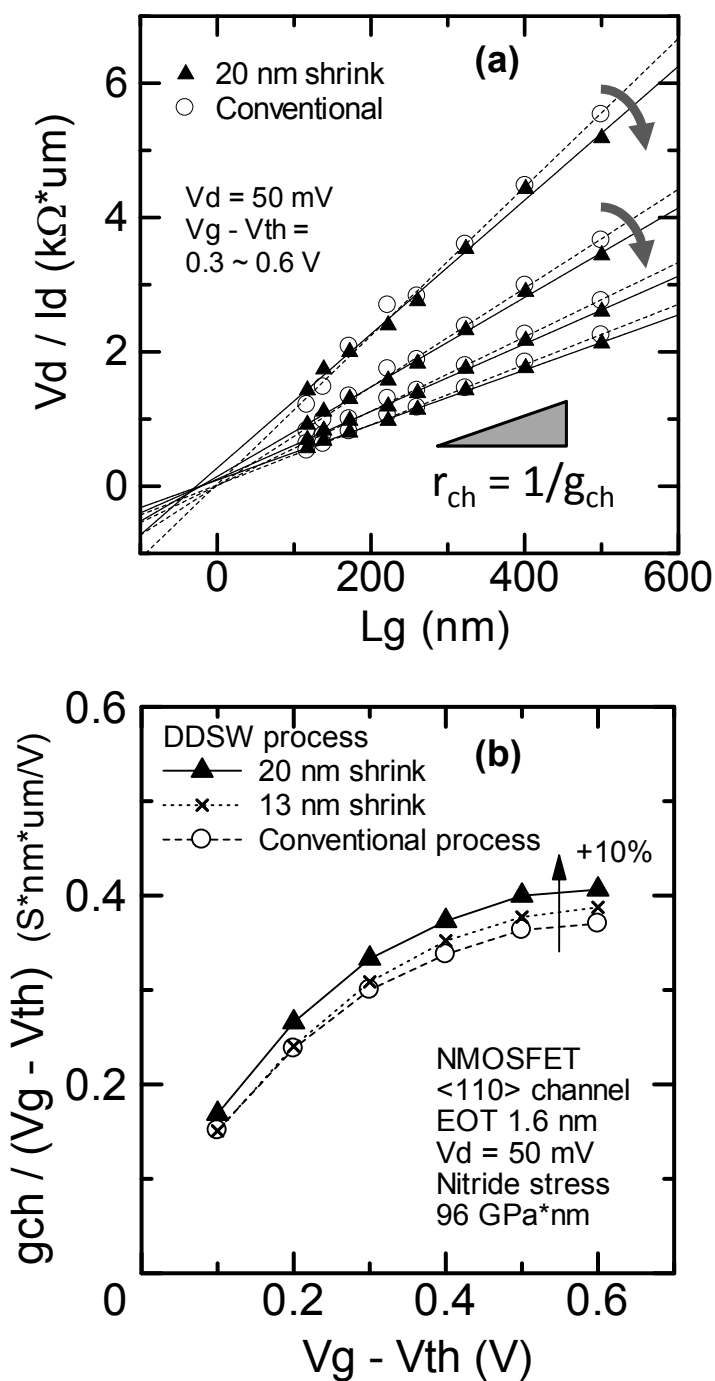 (a)
20 nm shrink
Conventional
Vd = 50 mV
Vg - Vth =
0.3 ~ 0.6 V
6
4
2
0
Vd / Id (kΩ*um)
r_ch = 1/g_ch
0 200 400 600
Lg (nm)
(b)
DDSW process
20 nm shrink
13 nm shrink
Conventional process
+10%
NMOSFET
<110> channel
EOT 1.6 nm
Vd = 50 mV
Nitride stress
96 GPa*nm
0.6
0.4
0.2
gch / (Vg - Vth) (S*nm*um/V)
0 0.2 0.4 0.6
Vg - Vth (V)